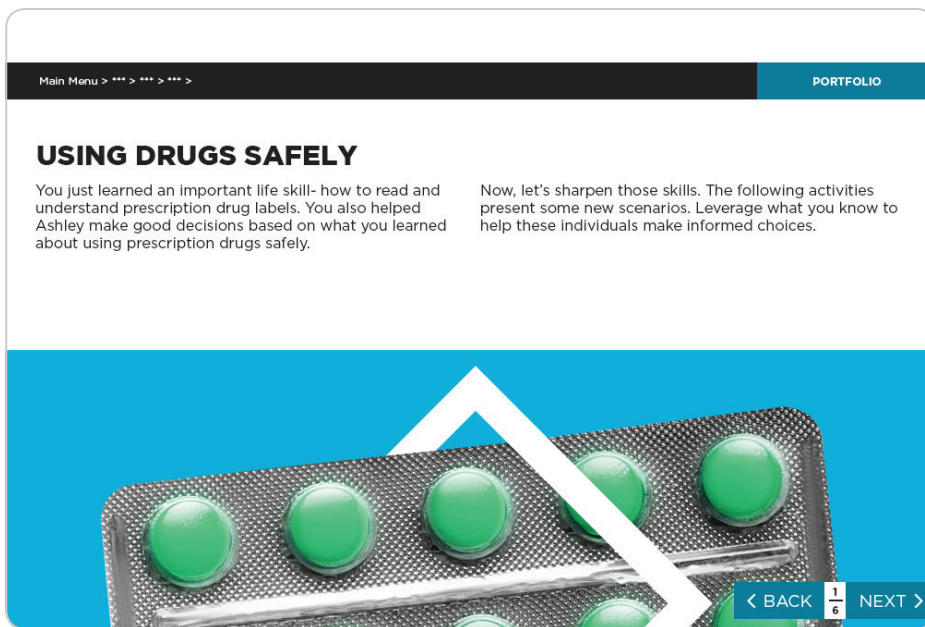 Main Menu > *** > *** > *** >
PORTFOLIO
USING DRUGS SAFELY
You just learned an important life skill- how to read and
understand prescription drug labels. You also helped
Ashley make good decisions based on what you learned
about using prescription drugs safely.
Now, let's sharpen those skills. The following activities
present some new scenarios. Leverage what you know to
help these individuals make informed choices.
< BACK
1
6
NEXT >